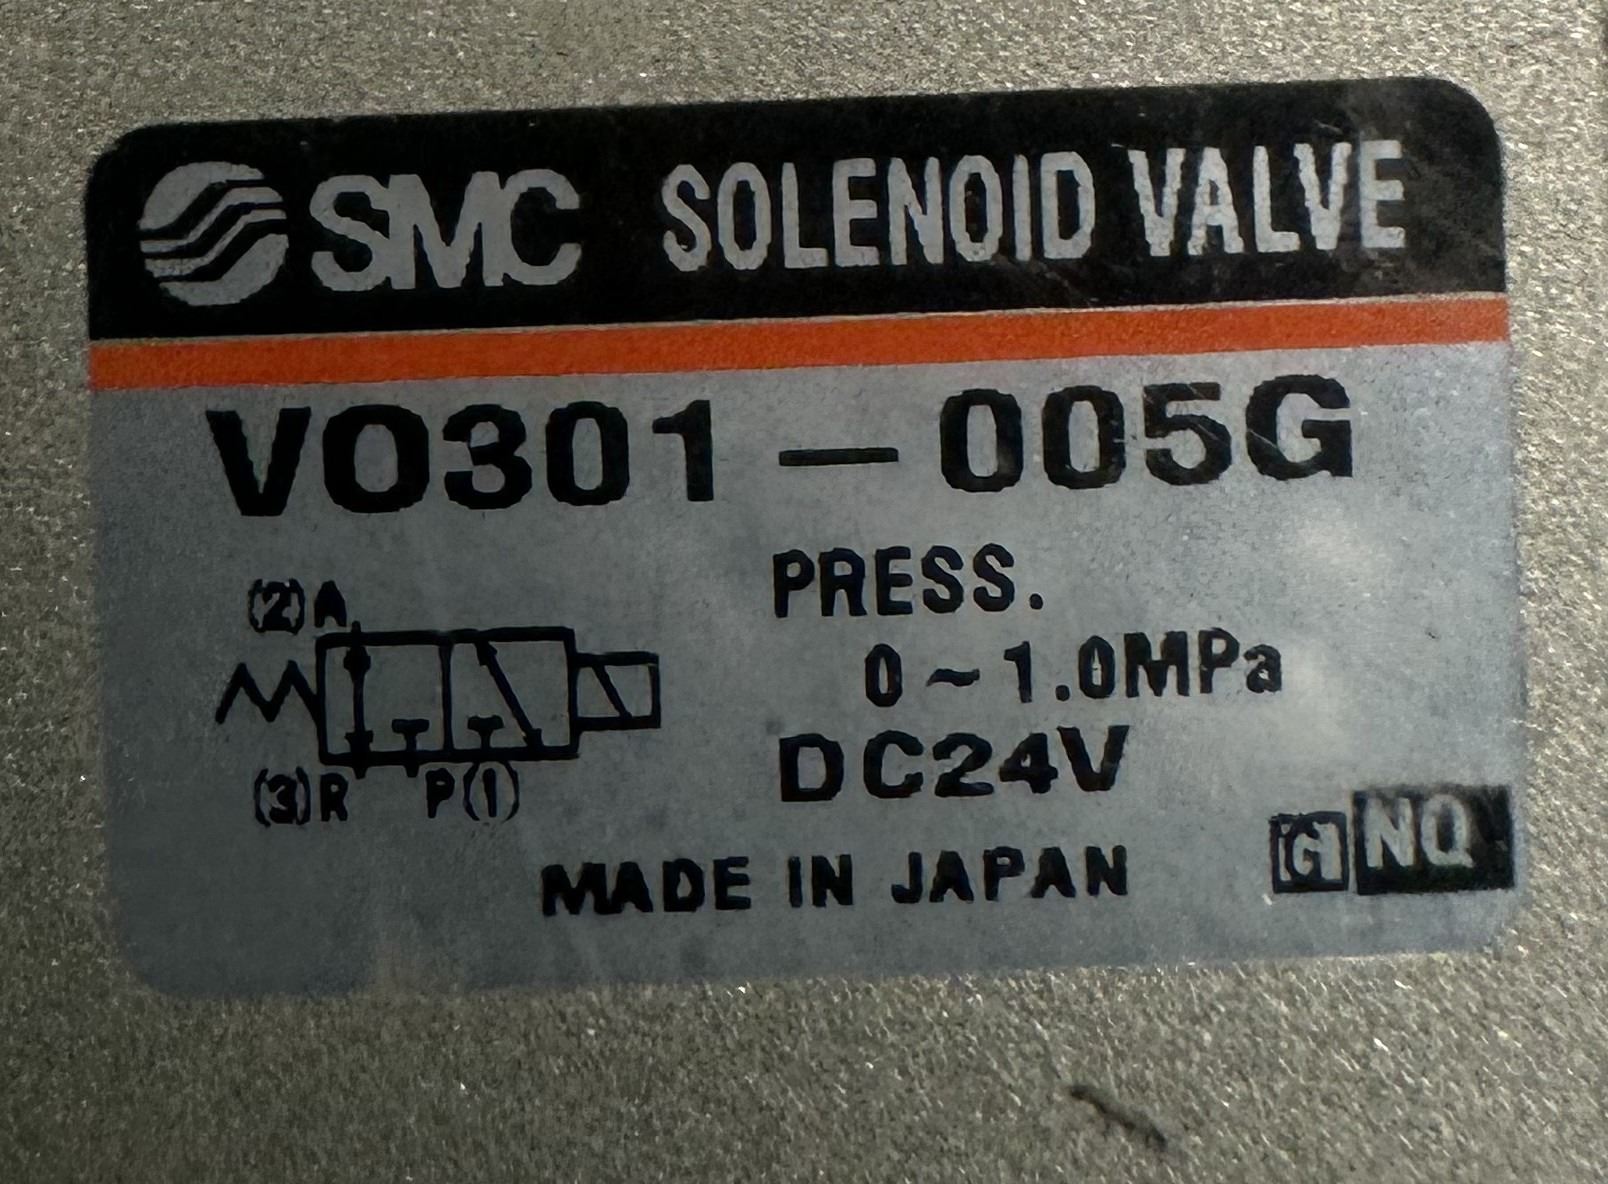 SMC SOLENOID VALVE
VO301-005G
PRESS.
0~1.0MPa
DC24V
(2)A
(3)R P(1)
MADE IN JAPAN
G NQ